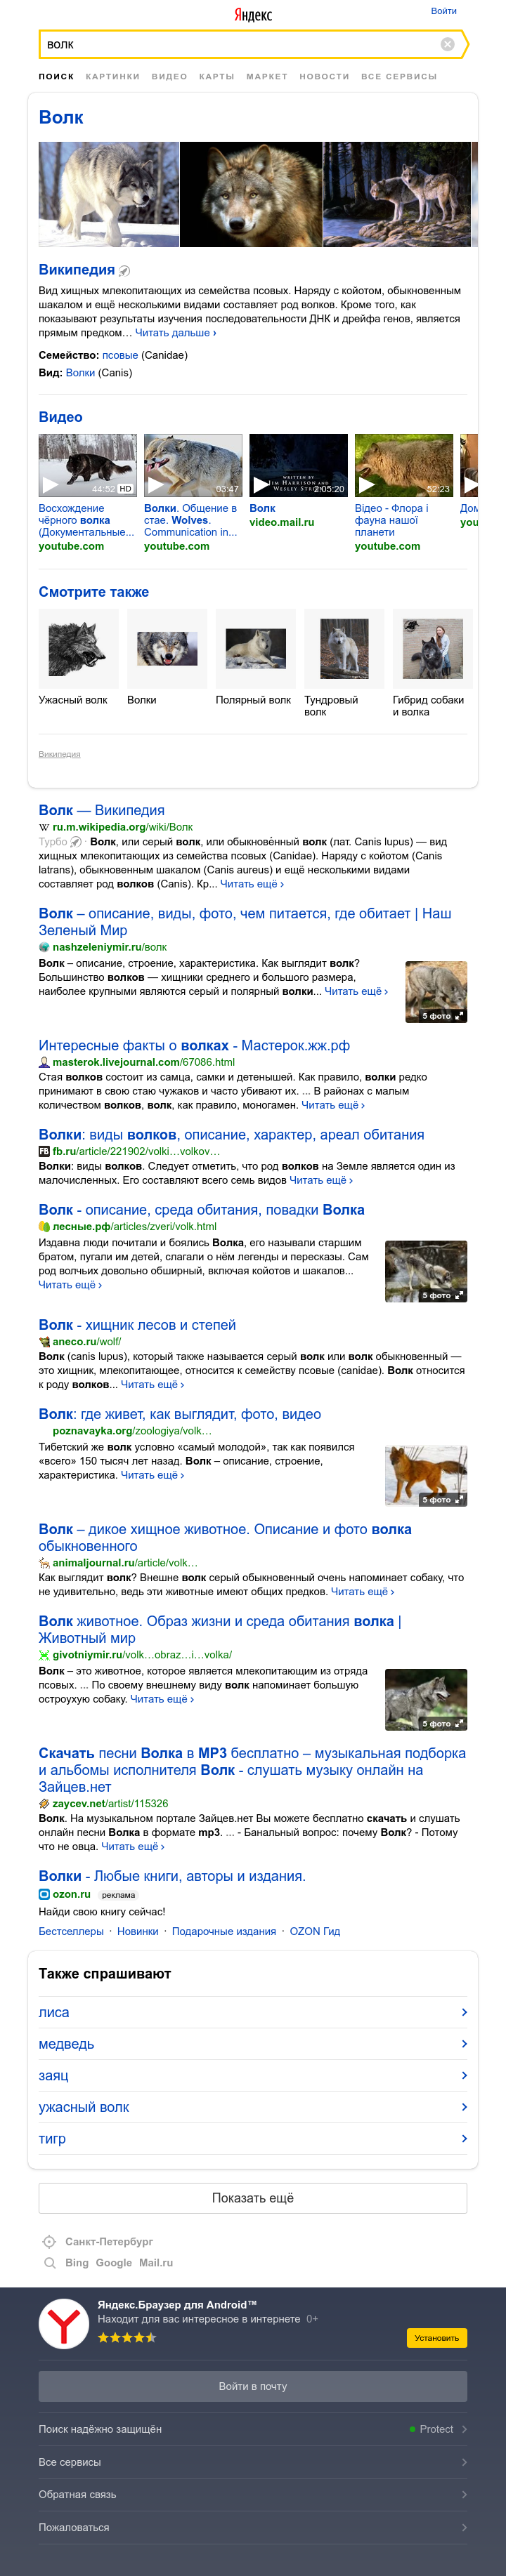 Яндекс
Войти
волк
ПОИСК КАРТИНКИ ВИДЕО КАРТЫ МАРКЕТ НОВОСТИ ВСЕ СЕРВИСЫ
Волк
Википедия
Вид хищных млекопитающих из семейства псовых. Наряду с койотом, обыкновенным
шакалом и ещё несколькими видами составляет род волков. Кроме того, как
показывают результаты изучения последовательности ДНК и дрейфа генов, является
прямым предком… Читать дальше ›
Семейство: псовые (Canidae)
Вид: Волки (Canis)
Видео
44:52 HD
03:47
WRITTEN BY
JIM HARRISON AND
WESLEY STR
2:05:20
52:23
Восхождение
чёрного волка
(Документальные...
youtube.com
Волки. Общение в
стае. Wolves.
Communication in...
youtube.com
Волк
video.mail.ru
Відео - Флора і
фауна нашої
планети
youtube.com
Дом
you
Смотрите также
Ужасный волк
Волки
Полярный волк
Тундровый
волк
Гибрид собаки
и волка
Википедия
Волк — Википедия
W ru.m.wikipedia.org/wiki/Волк
Турбо · Волк, или серый волк, или обыкнове́нный волк (лат. Canis lupus) — вид
хищных млекопитающих из семейства псовых (Canidae). Наряду с койотом (Canis
latrans), обыкновенным шакалом (Canis aureus) и ещё несколькими видами
составляет род волков (Canis). Кр... Читать ещё ›
Волк – описание, виды, фото, чем питается, где обитает | Наш
Зеленый Мир
nashzeleniymir.ru/волк
Волк – описание, строение, характеристика. Как выглядит волк?
Большинство волков — хищники среднего и большого размера,
наиболее крупными являются серый и полярный волки... Читать ещё ›
5 фото
Интересные факты о волках - Мастерок.жж.рф
masterok.livejournal.com/67086.html
Стая волков состоит из самца, самки и детенышей. Как правило, волки редко
принимают в свою стаю чужаков и часто убивают их. ... В районах с малым
количеством волков, волк, как правило, моногамен. Читать ещё ›
Волки: виды волков, описание, характер, ареал обитания
FB fb.ru/article/221902/volki…volkov…
Волки: виды волков. Следует отметить, что род волков на Земле является один из
малочисленных. Его составляют всего семь видов Читать ещё ›
Волк - описание, среда обитания, повадки Волка
лесные.рф/articles/zveri/volk.html
Издавна люди почитали и боялись Волка, его называли старшим
братом, пугали им детей, слагали о нём легенды и пересказы. Сам
род волчьих довольно обширный, включая койотов и шакалов...
Читать ещё ›
5 фото
Волк - хищник лесов и степей
aneco.ru/wolf/
Волк (canis lupus), который также называется серый волк или волк обыкновенный —
это хищник, млекопитающее, относится к семейству псовые (canidae). Волк относится
к роду волков... Читать ещё ›
Волк: где живет, как выглядит, фото, видео
poznavayka.org/zoologiya/volk…
Тибетский же волк условно «самый молодой», так как появился
«всего» 150 тысяч лет назад. Волк – описание, строение,
характеристика. Читать ещё ›
5 фото
Волк – дикое хищное животное. Описание и фото волка
обыкновенного
animaljournal.ru/article/volk…
Как выглядит волк? Внешне волк серый обыкновенный очень напоминает собаку, что
не удивительно, ведь эти животные имеют общих предков. Читать ещё ›
Волк животное. Образ жизни и среда обитания волка |
Животный мир
givotniymir.ru/volk…obraz…i…volka/
Волк – это животное, которое является млекопитающим из отряда
псовых. ... По своему внешнему виду волк напоминает большую
остроухую собаку. Читать ещё ›
5 фото
Скачать песни Волка в MP3 бесплатно – музыкальная подборка
и альбомы исполнителя Волк - слушать музыку онлайн на
Зайцев.нет
zaycev.net/artist/115326
Волк. На музыкальном портале Зайцев.нет Вы можете бесплатно скачать и слушать
онлайн песни Волка в формате mp3. ... - Банальный вопрос: почему Волк? - Потому
что не овца. Читать ещё ›
Волки - Любые книги, авторы и издания.
ozon.ru реклама
Найди свою книгу сейчас!
Бестселлеры · Новинки · Подарочные издания · OZON Гид
Также спрашивают
лиса
медведь
заяц
ужасный волк
тигр
Показать ещё
Санкт-Петербург
Bing Google Mail.ru
Яндекс.Браузер для Android™
Находит для вас интересное в интернете 0+
Установить
Войти в почту
Поиск надёжно защищён Protect
Все сервисы
Обратная связь
Пожаловаться